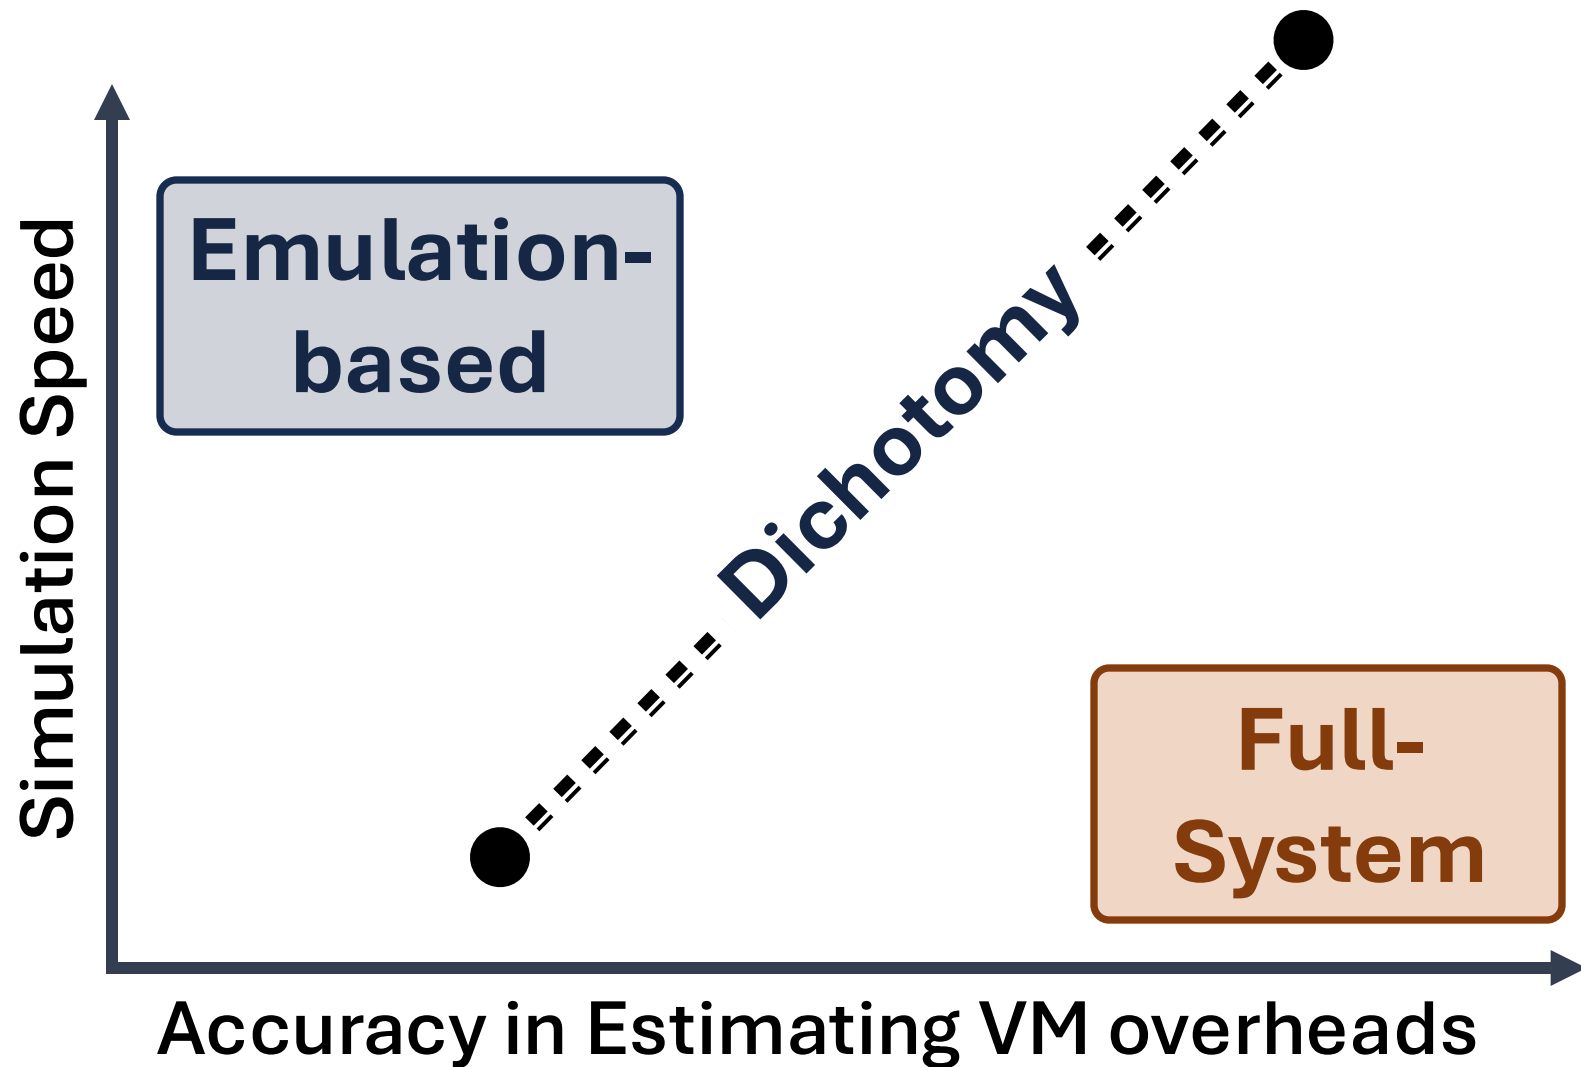 Simulation Speed
Emulation-
based
Dichotomy
Full-
System
Accuracy in Estimating VM overheads